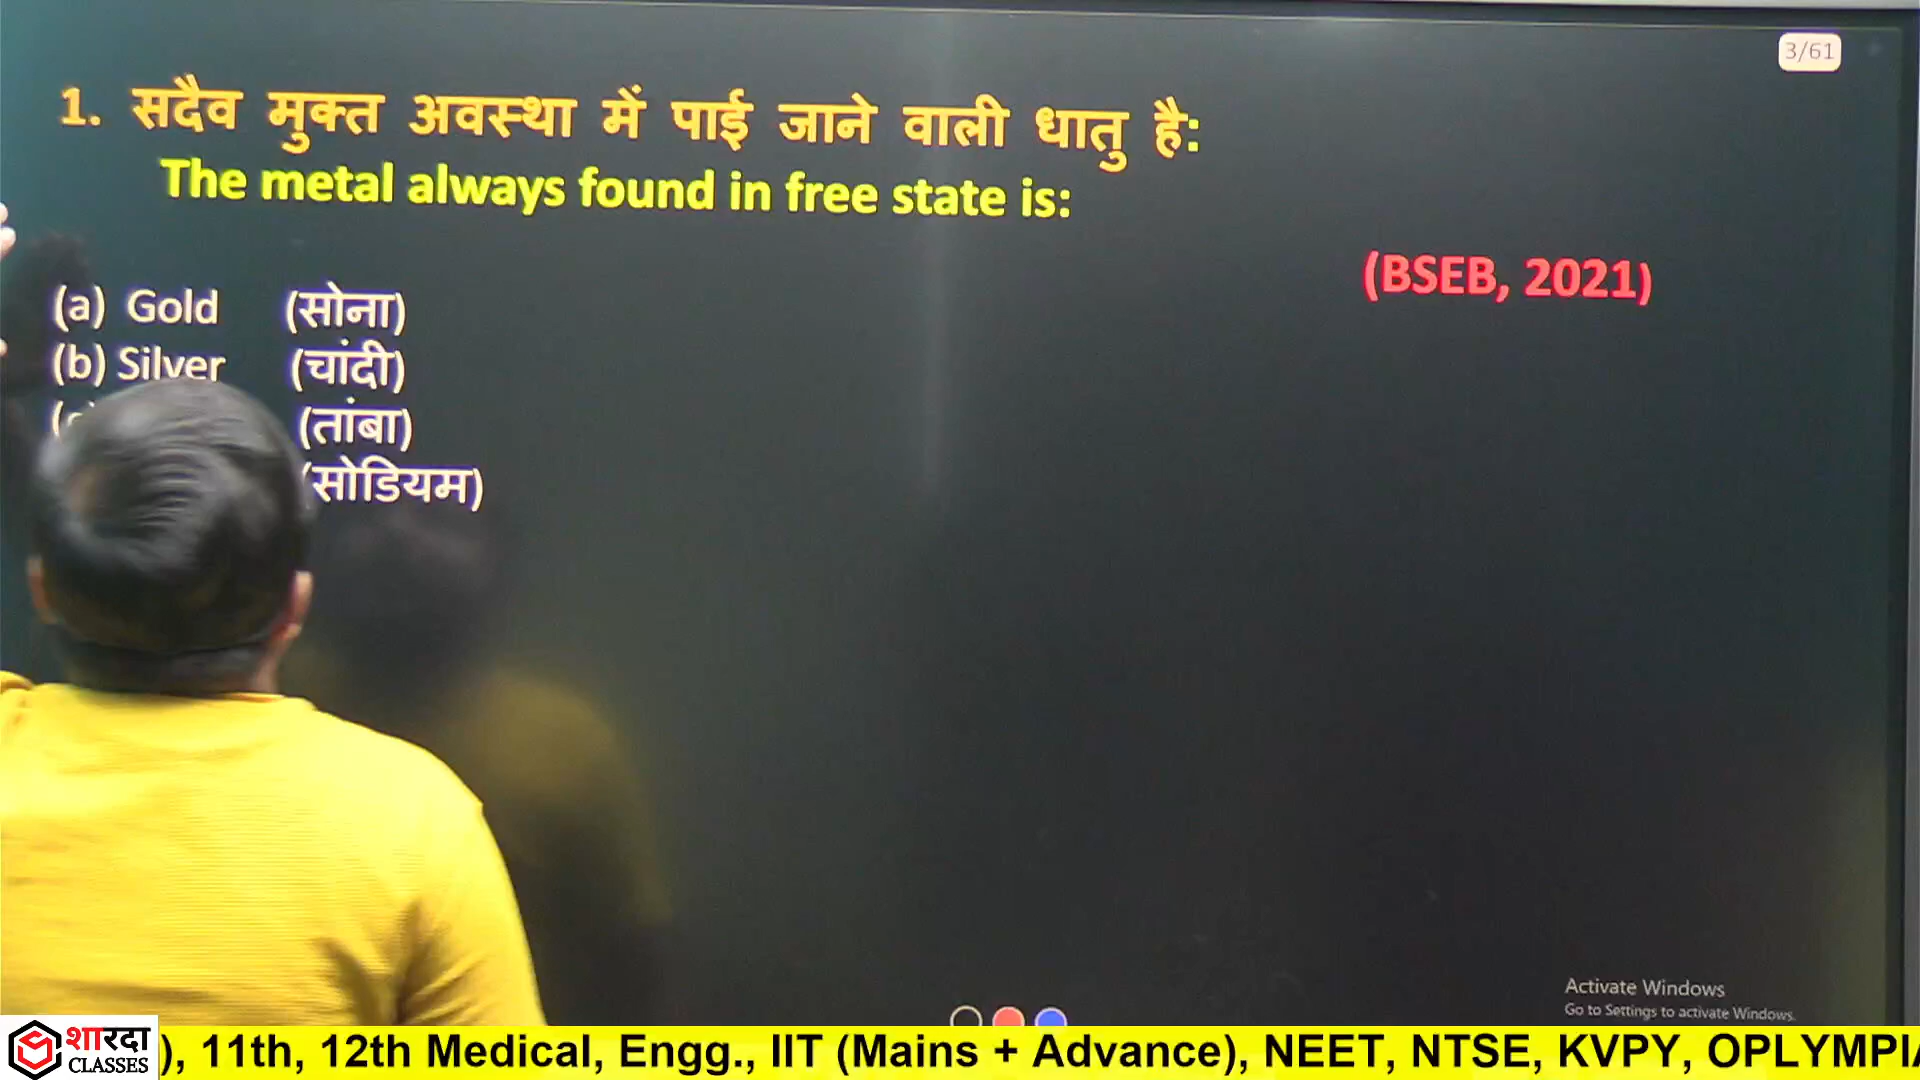 3/61
1. सदैव मुक्त अवस्था में पाई जाने वाली धातु है:
The metal always found in free state is:
(BSEB, 2021)
(a) Gold (सोना)
(b) Silver (चांदी)
(तांबा)
(सोडियम)
Activate Windows
Go to Settings to activate Windows.
शारदा
CLASSES
), 11th, 12th Medical, Engg., IIT (Mains + Advance), NEET, NTSE, KVPY, OPLYMPIA